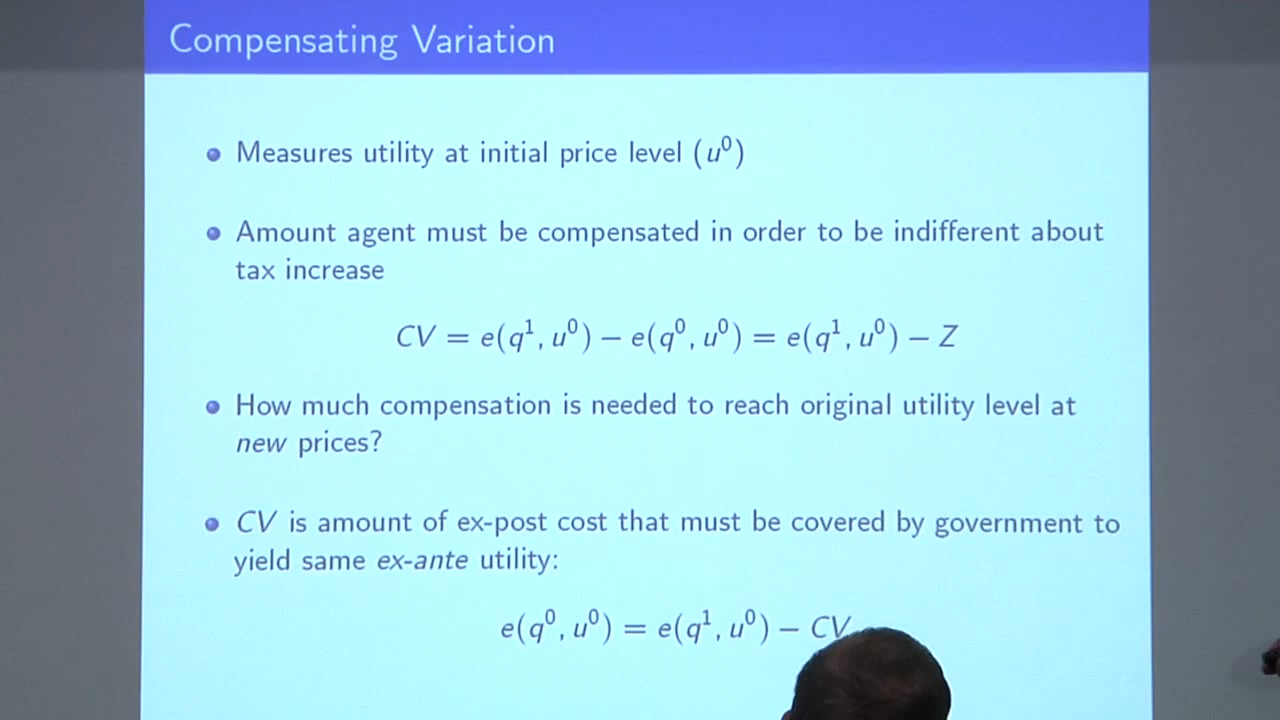 Compensating Variation
Measures utility at initial price level (u⁰)
Amount agent must be compensated in order to be indifferent about
tax increase
CV = e(q¹, u⁰) − e(q⁰, u⁰) = e(q¹, u⁰) − Z
How much compensation is needed to reach original utility level at
new prices?
CV is amount of ex-post cost that must be covered by government to
yield same ex-ante utility:
e(q⁰, u⁰) = e(q¹, u⁰) − CV